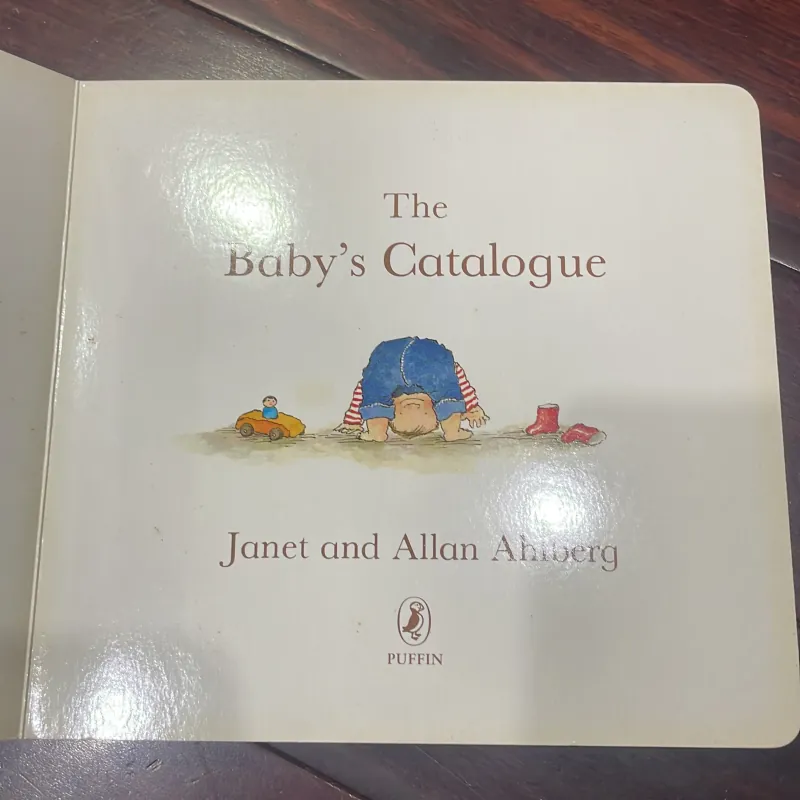 The
Baby's Catalogue
Janet and Allan Ahlberg
PUFFIN